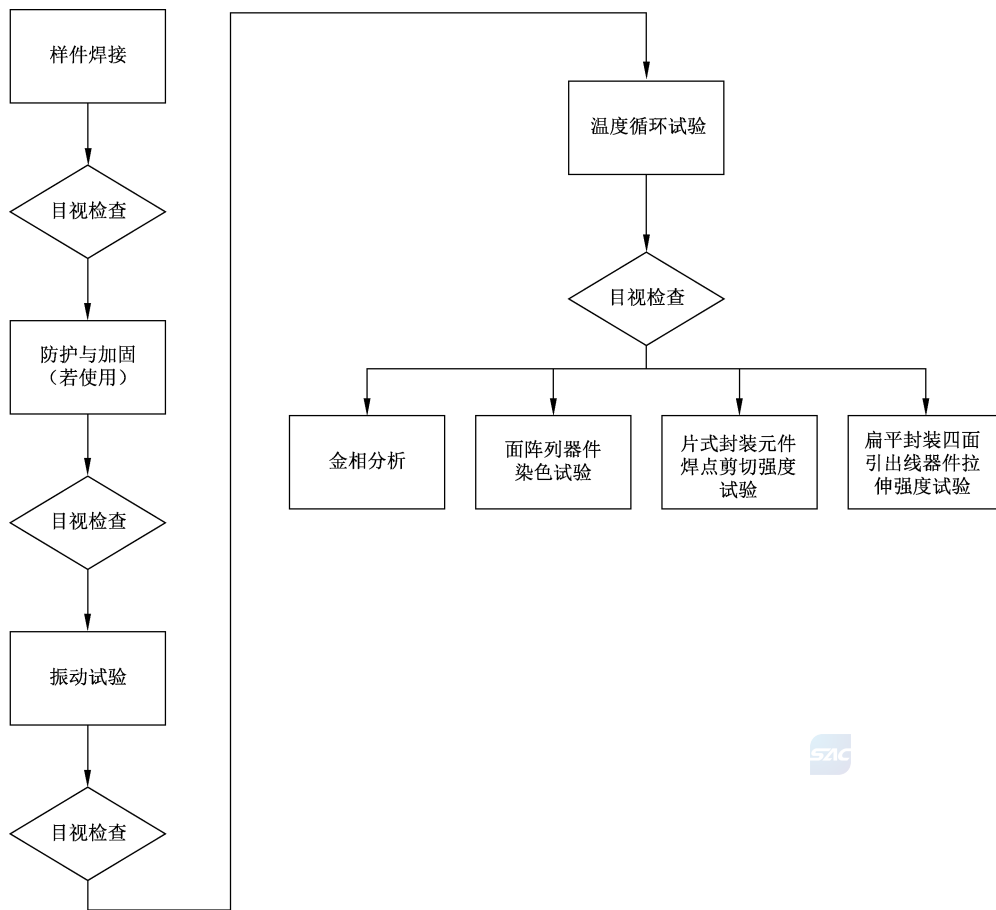 样件焊接
目视检查
防护与加固
（若使用）
目视检查
振动试验
目视检查
温度循环试验
目视检查
金相分析
面阵列器件
染色试验
片式封装元件
焊点剪切强度
试验
扁平封装四面
引出线器件拉
伸强度试验
SAC